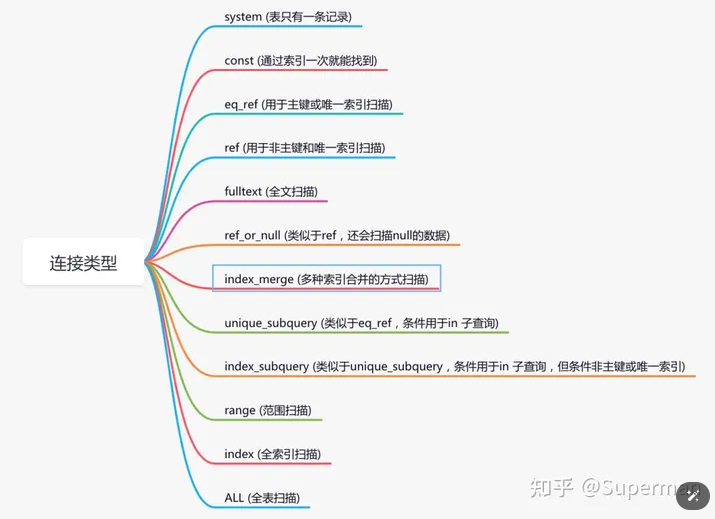 system (表只有一条记录)
const (通过索引一次就能找到)
eq_ref (用于主键或唯一索引扫描)
ref (用于非主键和唯一索引扫描)
fulltext (全文扫描)
ref_or_null (类似于ref，还会扫描null的数据)
连接类型
index_merge (多种索引合并的方式扫描)
unique_subquery (类似于eq_ref，条件用于in 子查询)
index_subquery (类似于unique_subquery，条件用于in 子查询，但条件非主键或唯一索引)
range (范围扫描)
index (全索引扫描)
ALL (全表扫描)
知乎 @Superman